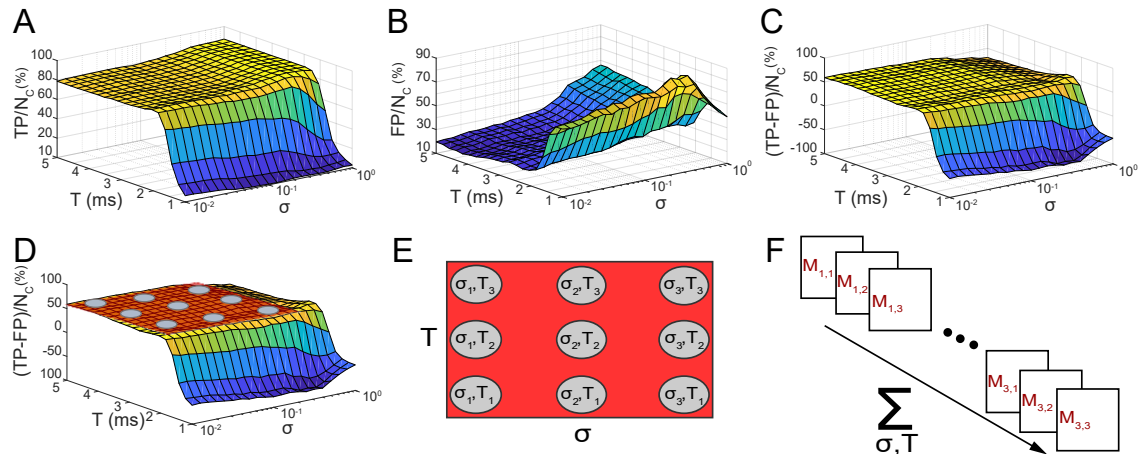 A
TP/N_C(%)
100
80
60
40
20
10
5
4
3
2
1
T (ms)
10^-2
10^-1
10^0
σ
B
FP/N_C(%)
90
70
50
30
10
5
4
3
2
1
T (ms)
10^-2
10^-1
10^0
σ
C
(TP-FP)/N_C(%)
100
50
0
-50
-100
5
4
3
2
1
T (ms)
10^-2
10^-1
10^0
σ
D
(TP-FP)/N_C(%)
100
50
0
-50
100
5
4
3
2
1
T (ms)
10^-2
10^-1
10^0
σ
E
σ1,T3 σ2,T3 σ3,T3
T
σ1,T2 σ2,T2 σ3,T2
σ1,T1 σ2,T1 σ3,T1
σ
F
M1,1
M1,2
M1,3
M3,1
M3,2
M3,3
Σ
σ,T